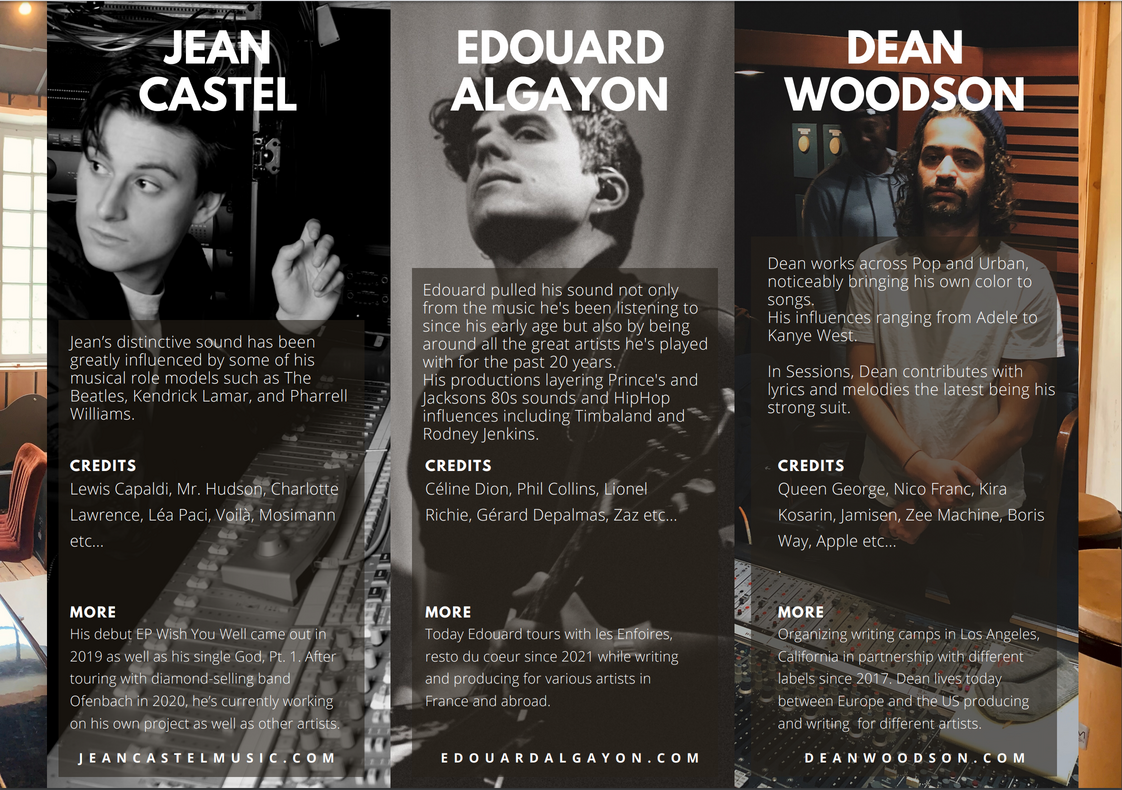 JEAN
CASTEL
Jean's distinctive sound has been
greatly influenced by some of his
musical role models such as The
Beatles, Kendrick Lamar, and Pharrell
Williams.
CREDITS
Lewis Capaldi, Mr. Hudson, Charlotte
Lawrence, Léa Paci, Voilà, Mosimann
etc...
MORE
His debut EP Wish You Well came out in
2019 as well as his single God, Pt. 1. After
touring with diamond-selling band
Ofenbach in 2020, he's currently working
on his own project as well as other artists.
JEANCASTELMUSIC.COM
EDOUARD
ALGAYON
Edouard pulled his sound not only
from the music he's been listening to
since his early age but also by being
around all the great artists he's played
with for the past 20 years.
His productions layering Prince's and
Jacksons 80s sounds and HipHop
influences including Timbaland and
Rodney Jenkins.
CREDITS
Céline Dion, Phil Collins, Lionel
Richie, Gérard Depalmas, Zaz etc...
MORE
Today Edouard tours with les Enfoires,
resto du coeur since 2021 while writing
and producing for various artists in
France and abroad.
EDOUARDALGAYON.COM
DEAN
WOODSON
Dean works across Pop and Urban,
noticeably bringing his own color to
songs.
His influences ranging from Adele to
Kanye West.
In Sessions, Dean contributes with
lyrics and melodies the latest being his
strong suit.
CREDITS
Queen George, Nico Franc, Kira
Kosarin, Jamisen, Zee Machine, Boris
Way, Apple etc...
MORE
Organizing writing camps in Los Angeles,
California in partnership with different
labels since 2017, Dean lives today
between Europe and the US producing
and writing  for different artists.
DEANWOODSON.COM